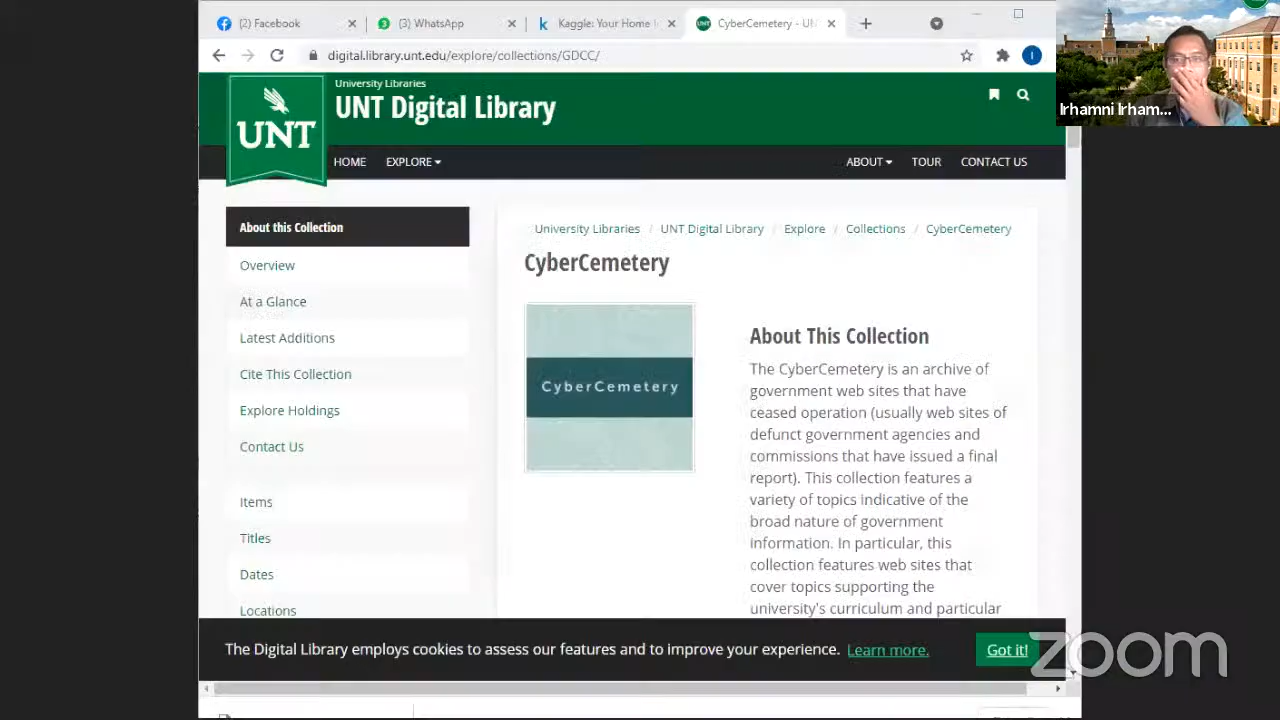 (2) Facebook
(3) WhatsApp
Kaggle: Your Home
CyberCemetery - UN
digital.library.unt.edu/explore/collections/GDCC/
Irhamni Irham...
University Libraries
UNT Digital Library
UNT
HOME EXPLORE
ABOUT TOUR CONTACT US
About this Collection
Overview
At a Glance
Latest Additions
Cite This Collection
Explore Holdings
Contact Us
Items
Titles
Dates
Locations
University Libraries / UNT Digital Library / Explore / Collections / CyberCemetery
CyberCemetery
CyberCemetery
About This Collection
The CyberCemetery is an archive of
government web sites that have
ceased operation (usually web sites of
defunct government agencies and
commissions that have issued a final
report). This collection features a
variety of topics indicative of the
broad nature of government
information. In particular, this
collection features web sites that
cover topics supporting the
university's curriculum and particular
The Digital Library employs cookies to assess our features and to improve your experience. Learn more.
Got it!
zoom